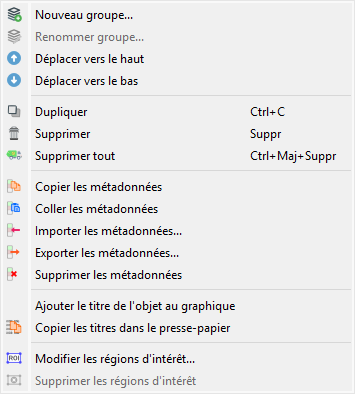 Nouveau groupe...
Renommer groupe...
Déplacer vers le haut
Déplacer vers le bas
Dupliquer Ctrl+C
Supprimer Suppr
Supprimer tout Ctrl+Maj+Suppr
Copier les métadonnées
Coller les métadonnées
Importer les métadonnées...
Exporter les métadonnées...
Supprimer les métadonnées
Ajouter le titre de l'objet au graphique
Copier les titres dans le presse-papier
ROI Modifier les régions d'intérêt...
Supprimer les régions d'intérêt